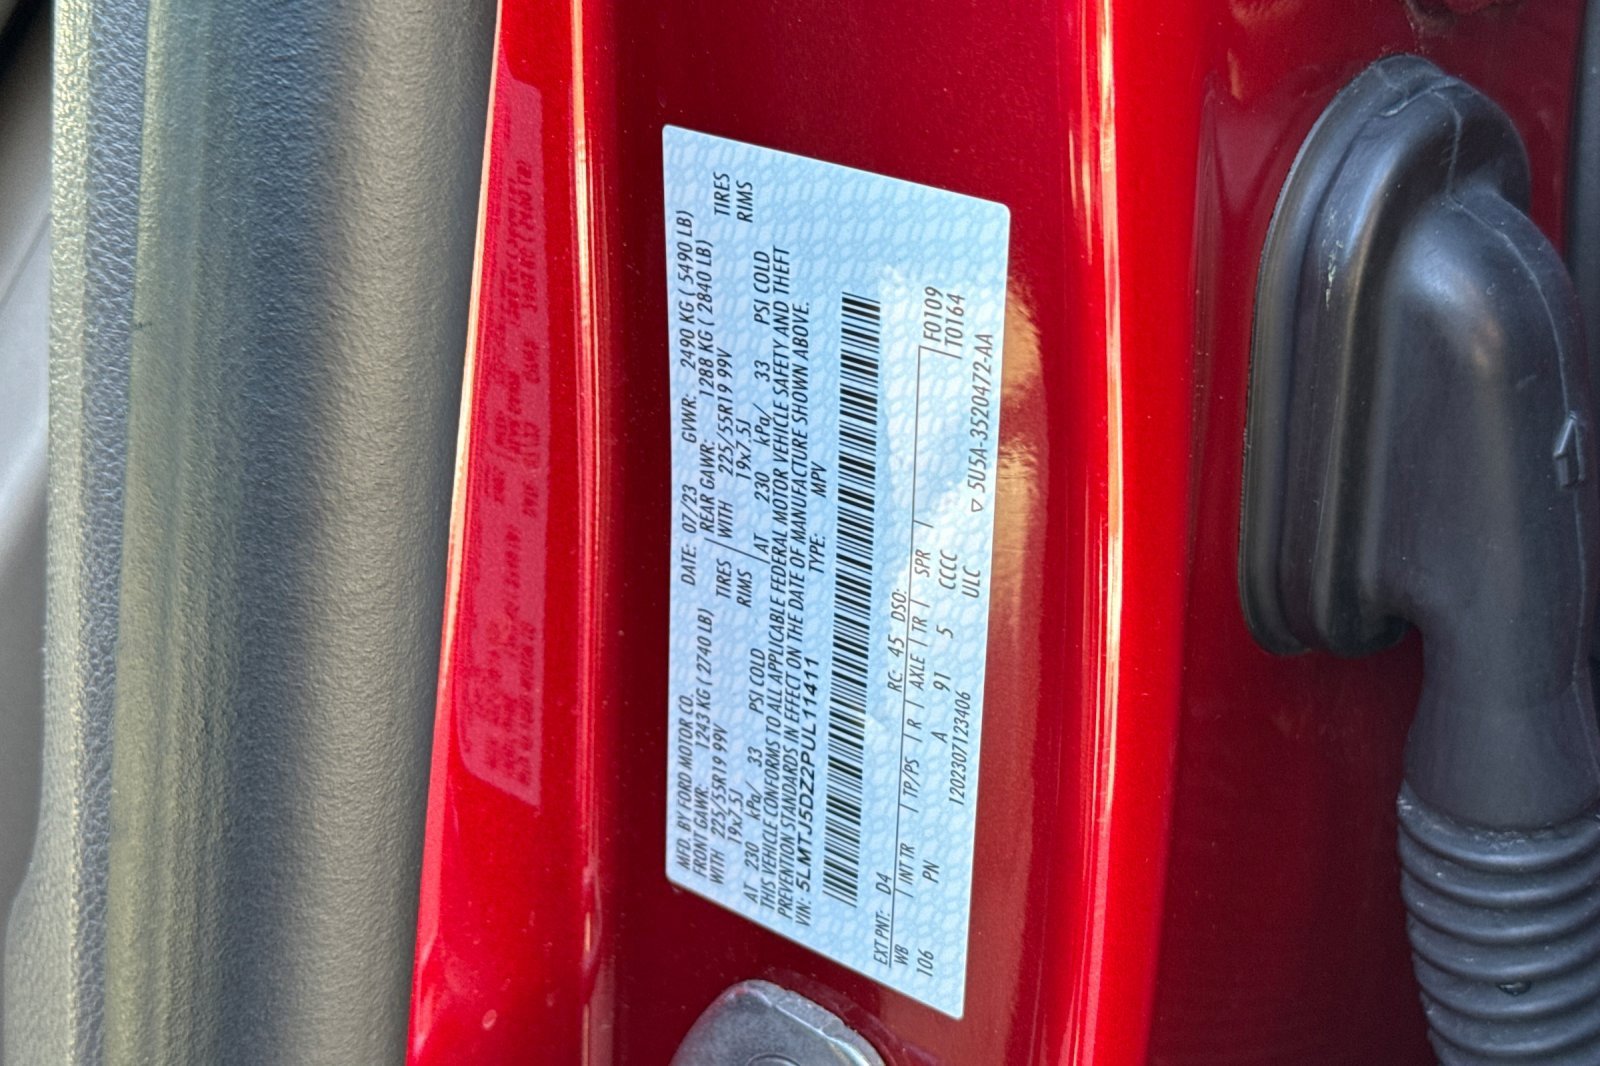 MFD. BY FORD MOTOR CO.
DATE: 07/23 GVWR: 2490 KG ( 5490 LB)
FRONT GAWR: 1243 KG ( 2740 LB) REAR GAWR: 1288 KG ( 2840 LB)
WITH 225/55R19 99V TIRES WITH 225/55R19 99V TIRES
19x7.5J RIMS 19x7.5J RIMS
AT 230 kPa/ 33 PSI COLD AT 230 kPa/ 33 PSI COLD
THIS VEHICLE CONFORMS TO ALL APPLICABLE FEDERAL MOTOR VEHICLE SAFETY AND THEFT
PREVENTION STANDARDS IN EFFECT ON THE DATE OF MANUFACTURE SHOWN ABOVE.
VIN: 5LMTJ5DZ2PUL11411 TYPE: MPV
EXT PNT: D4 RC: 45 DSO: F0109
WB INT TR TP/PS R AXLE TR SPR T0164
106 PN A 91 5 CCCC
1202307123406 ULC ▽ 5U5A-3520472-AA